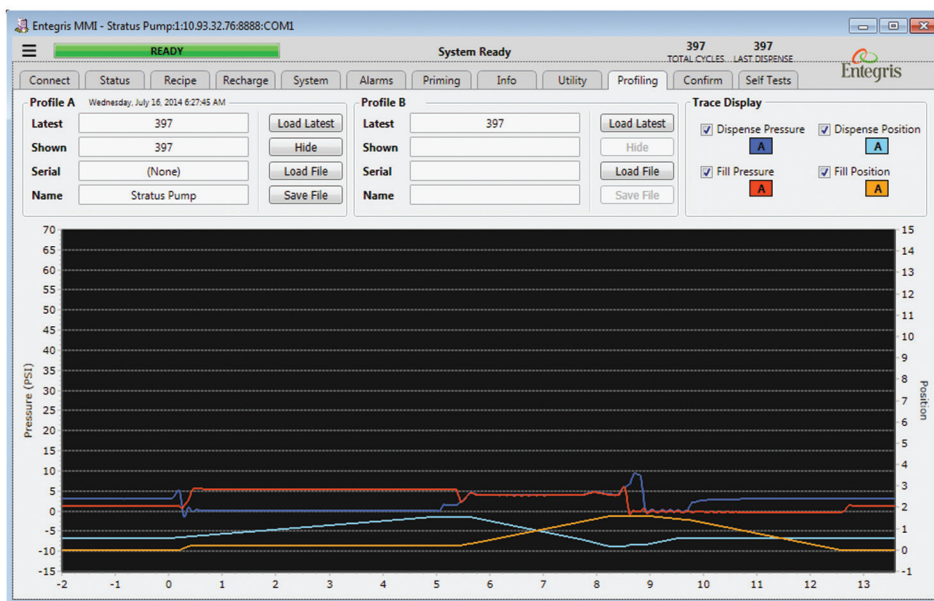 Entegris MMI - Stratus Pump:1:10.93.32.76:8888:COM1
READY System Ready 397 397
TOTAL CYCLES LAST DISPENSE
Entegris
Connect Status Recipe Recharge System Alarms Priming Info Utility Profiling Confirm Self Tests
Profile A Wednesday, July 16, 2014 6:27:45 AM
Latest 397 Load Latest
Shown 397 Hide
Serial (None) Load File
Name Stratus Pump Save File
Profile B
Latest 397 Load Latest
Shown Hide
Serial Load File
Name Save File
Trace Display
Dispense Pressure Dispense Position
A A
Fill Pressure Fill Position
A A
Pressure (PSI)
70
65
60
55
50
45
40
35
30
25
20
15
10
5
0
-5
-10
-15
15
14
13
12
11
10
9
8
7
6
5
4
3
2
1
0
-1
Position
-2 -1 0 1 2 3 4 5 6 7 8 9 10 11 12 13